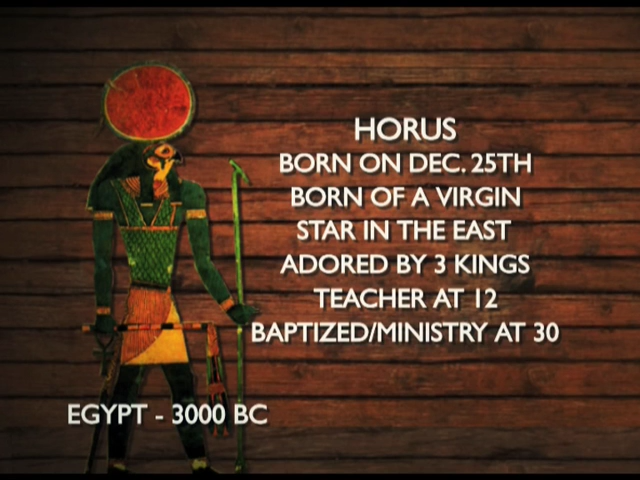 HORUS
BORN ON DEC. 25TH
BORN OF A VIRGIN
STAR IN THE EAST
ADORED BY 3 KINGS
TEACHER AT 12
BAPTIZED/MINISTRY AT 30
EGYPT - 3000 BC